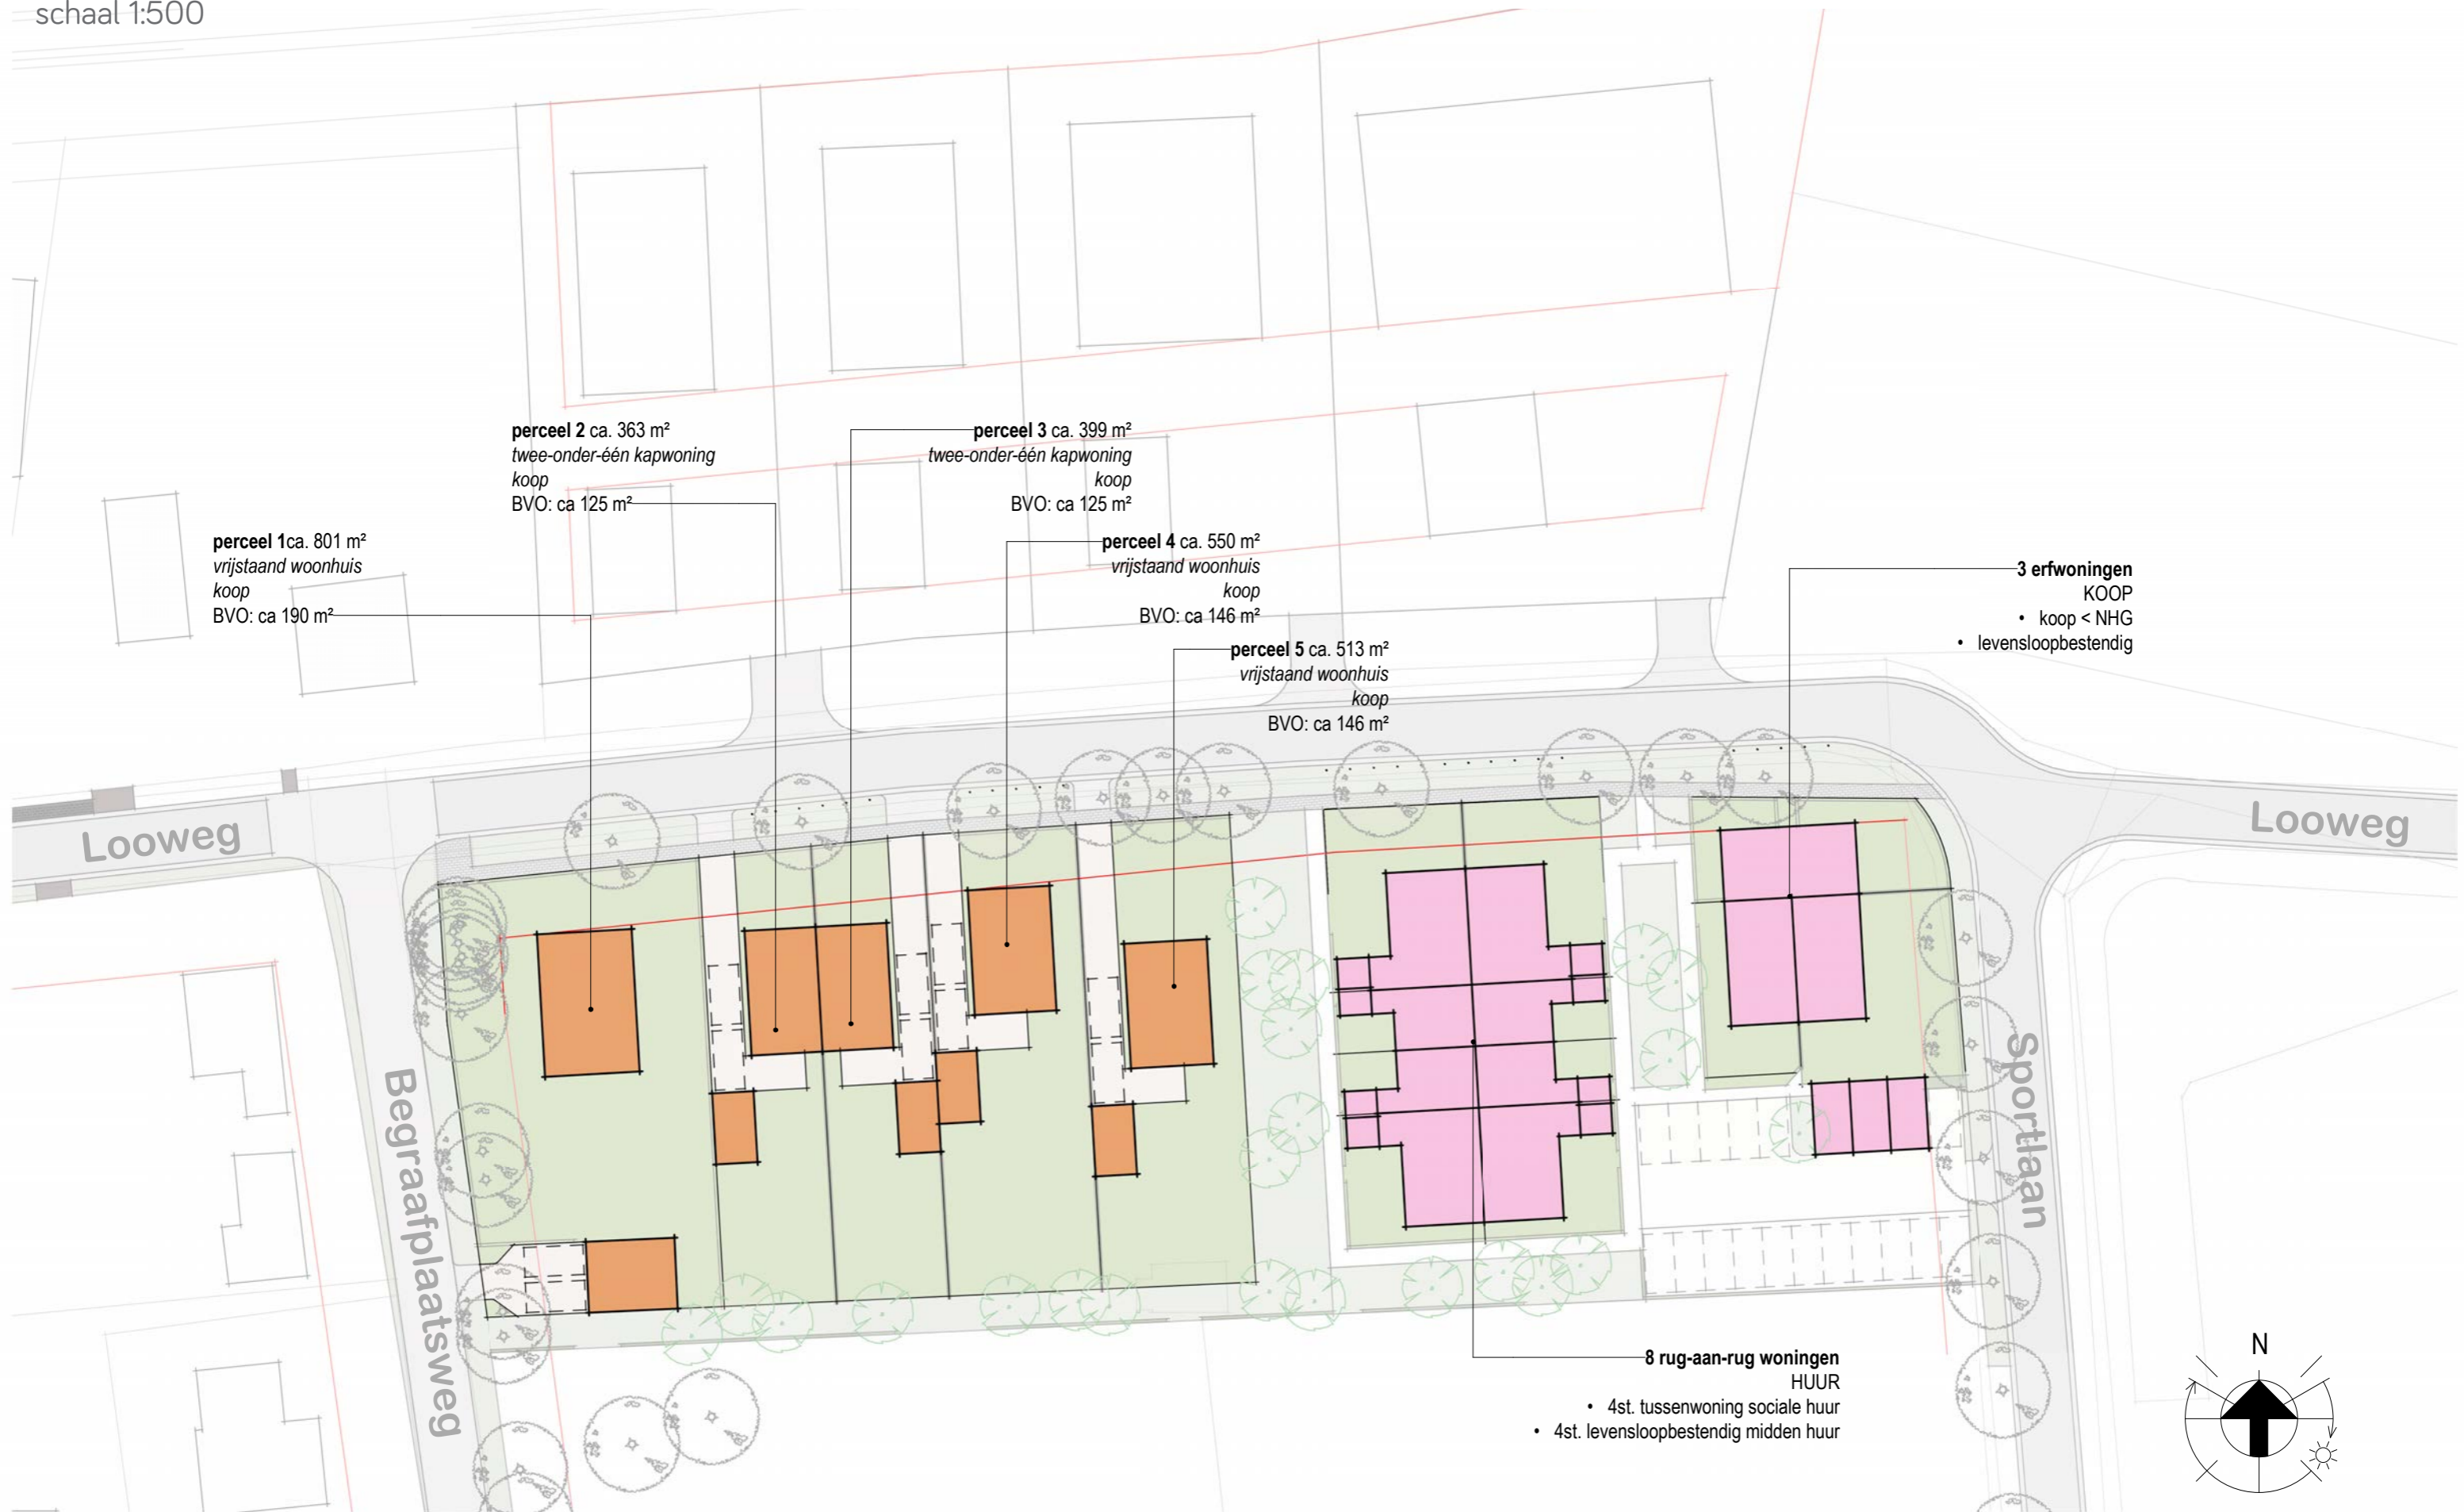 schaal 1:500
perceel 2 ca. 363 m²
twee-onder-één kapwoning
koop
BVO: ca 125 m²
perceel 3 ca. 399 m²
twee-onder-één kapwoning
koop
BVO: ca 125 m²
perceel 1ca. 801 m²
vrijstaand woonhuis
koop
BVO: ca 190 m²
perceel 4 ca. 550 m²
vrijstaand woonhuis
koop
BVO: ca 146 m²
3 erfwoningen
KOOP
• koop < NHG
• levensloopbestendig
perceel 5 ca. 513 m²
vrijstaand woonhuis
koop
BVO: ca 146 m²
Looweg
Looweg
Begraafplaatsweg
Sportlaan
8 rug-aan-rug woningen
HUUR
• 4st. tussenwoning sociale huur
• 4st. levensloopbestendig midden huur
N